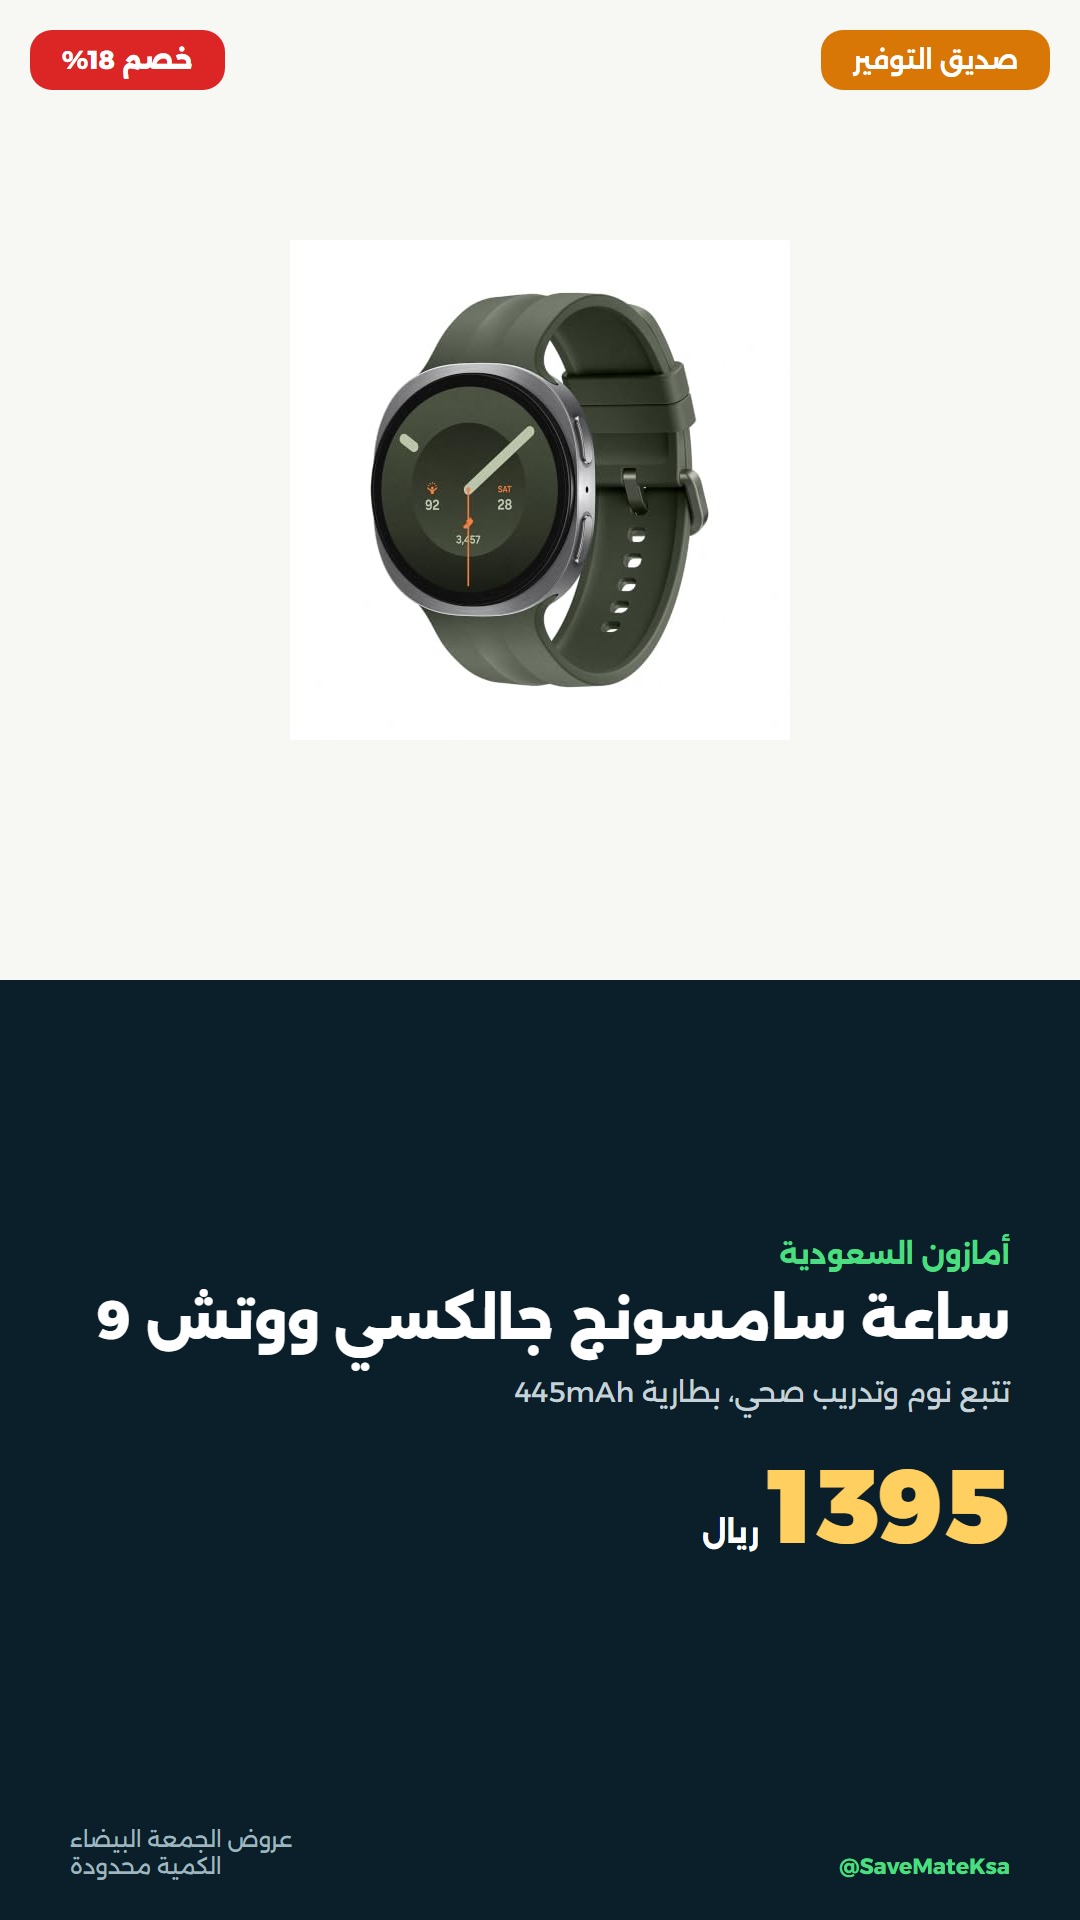 صديق التوفير
خصم 18%
92
SAT
28
3,457
أمازون السعودية
ساعة سامسونج جالكسي ووتش 9
تتبع نوم وتدريب صحي، بطارية 445mAh
1395 ريال
عروض الجمعة البيضاء
الكمية محدودة
@SaveMateKsa